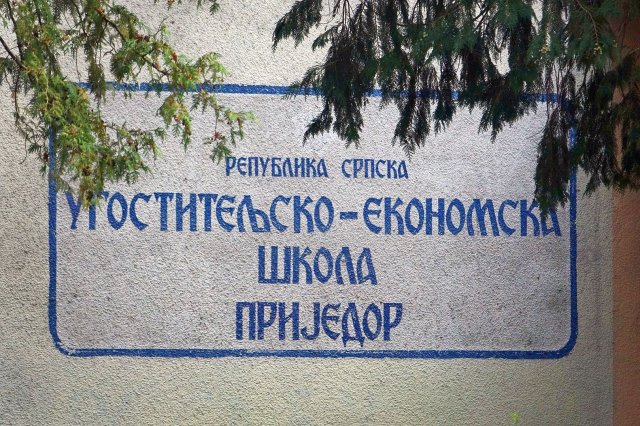 РЕПУБЛИКА СРПСКА
УГОСТИТЕЉСКО-ЕКОНОМСКА
ШКОЛА
ПРИЈЕДОР